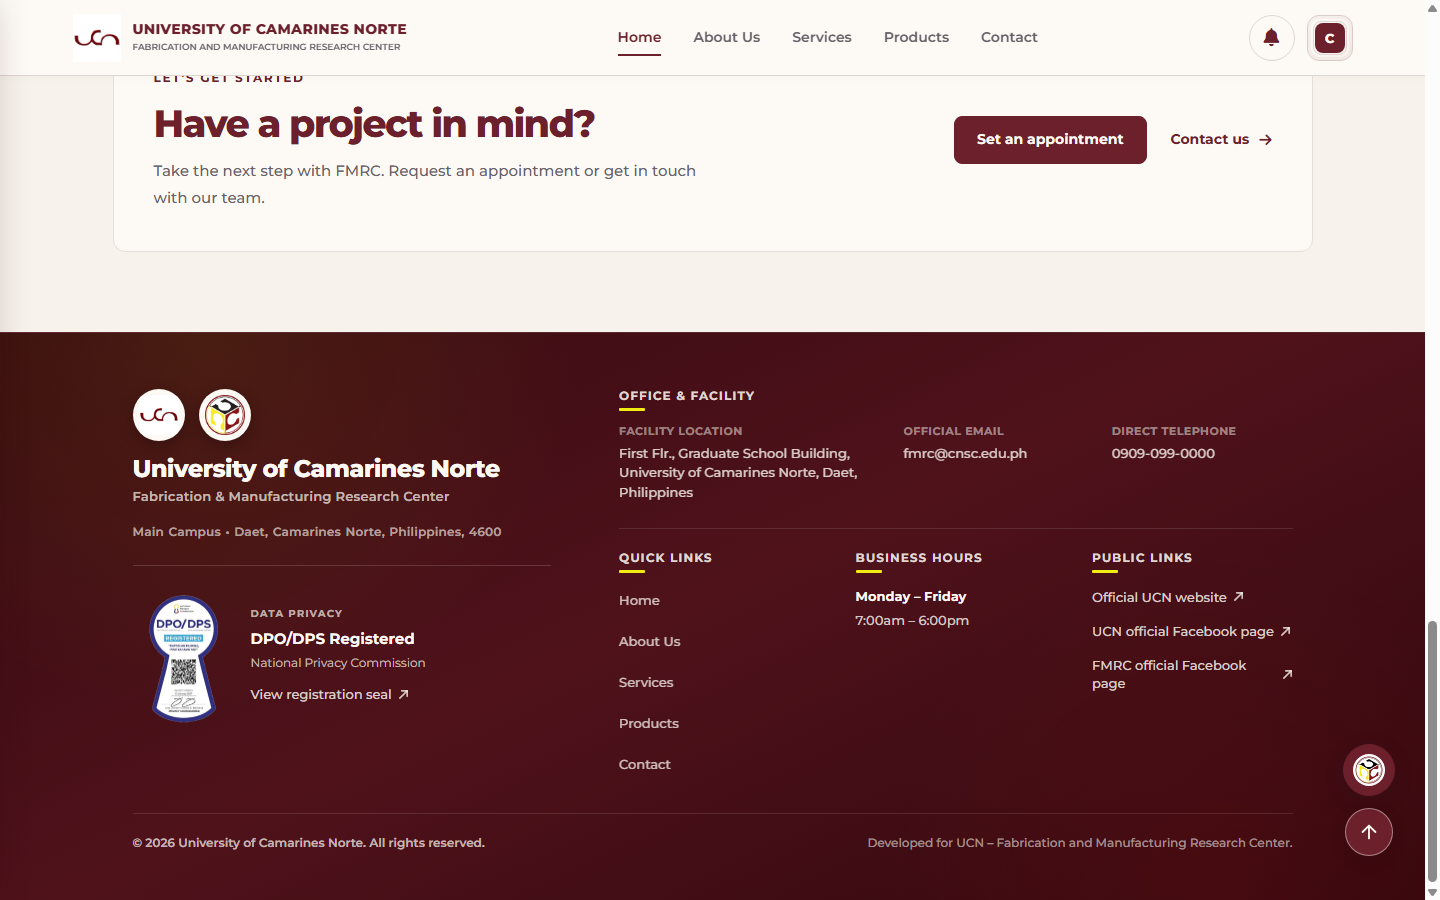 ucn
UNIVERSITY OF CAMARINES NORTE
FABRICATION AND MANUFACTURING RESEARCH CENTER
Home
About Us
Services
Products
Contact
C
LET'S GET STARTED
Have a project in mind?
Take the next step with FMRC. Request an appointment or get in touch
with our team.
Set an appointment
Contact us →
ucn
University of Camarines Norte
Fabrication & Manufacturing Research Center
Main Campus • Daet, Camarines Norte, Philippines, 4600
DPO/DPS
REGISTERED
DATA PRIVACY
DPO/DPS Registered
National Privacy Commission
View registration seal
OFFICE & FACILITY
FACILITY LOCATION
First Flr., Graduate School Building,
University of Camarines Norte, Daet,
Philippines
OFFICIAL EMAIL
fmrc@cnsc.edu.ph
DIRECT TELEPHONE
0909-099-0000
QUICK LINKS
Home
About Us
Services
Products
Contact
BUSINESS HOURS
Monday – Friday
7:00am – 6:00pm
PUBLIC LINKS
Official UCN website
UCN official Facebook page
FMRC official Facebook
page
© 2026 University of Camarines Norte. All rights reserved.
Developed for UCN – Fabrication and Manufacturing Research Center.